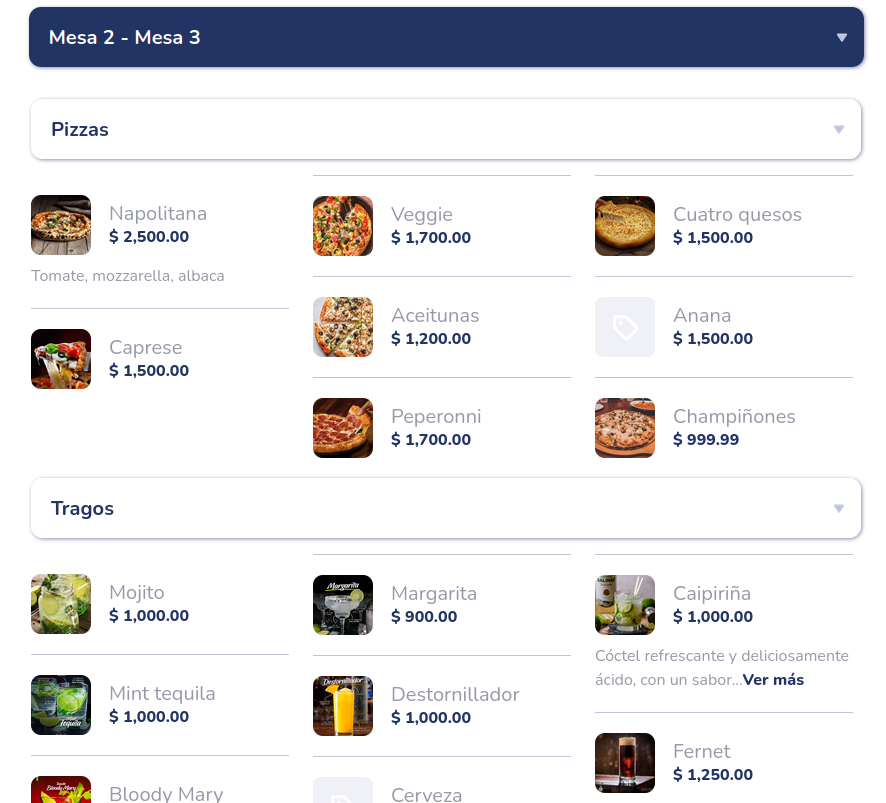 Mesa 2 - Mesa 3
Pizzas
Napolitana
$ 2,500.00
Tomate, mozzarella, albaca
Caprese
$ 1,500.00
Veggie
$ 1,700.00
Aceitunas
$ 1,200.00
Peperonni
$ 1,700.00
Cuatro quesos
$ 1,500.00
Anana
$ 1,500.00
Champiñones
$ 999.99
Tragos
Mojito
$ 1,000.00
Mint tequila
$ 1,000.00
Bloody Mary
Margarita
Margarita
$ 900.00
Destornillador
Destornillador
$ 1,000.00
Cerveza
Caipiriña
$ 1,000.00
Cóctel refrescante y deliciosamente
ácido, con un sabor...Ver más
Fernet
$ 1,250.00